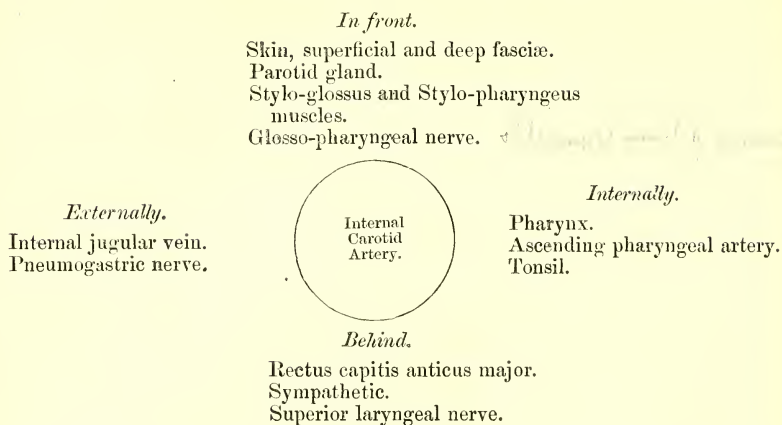 In front.
Skin, superficial and deep fasciæ.
Parotid gland.
Stylo-glossus and Stylo-pharyngeus
muscles.
Glosso-pharyngeal nerve.
Externally.
Internal jugular vein.
Pneumogastric nerve.
Internal
Carotid
Artery.
Internally.
Pharynx.
Ascending pharyngeal artery.
Tonsil.
Behind.
Rectus capitis anticus major.
Sympathetic.
Superior laryngeal nerve.